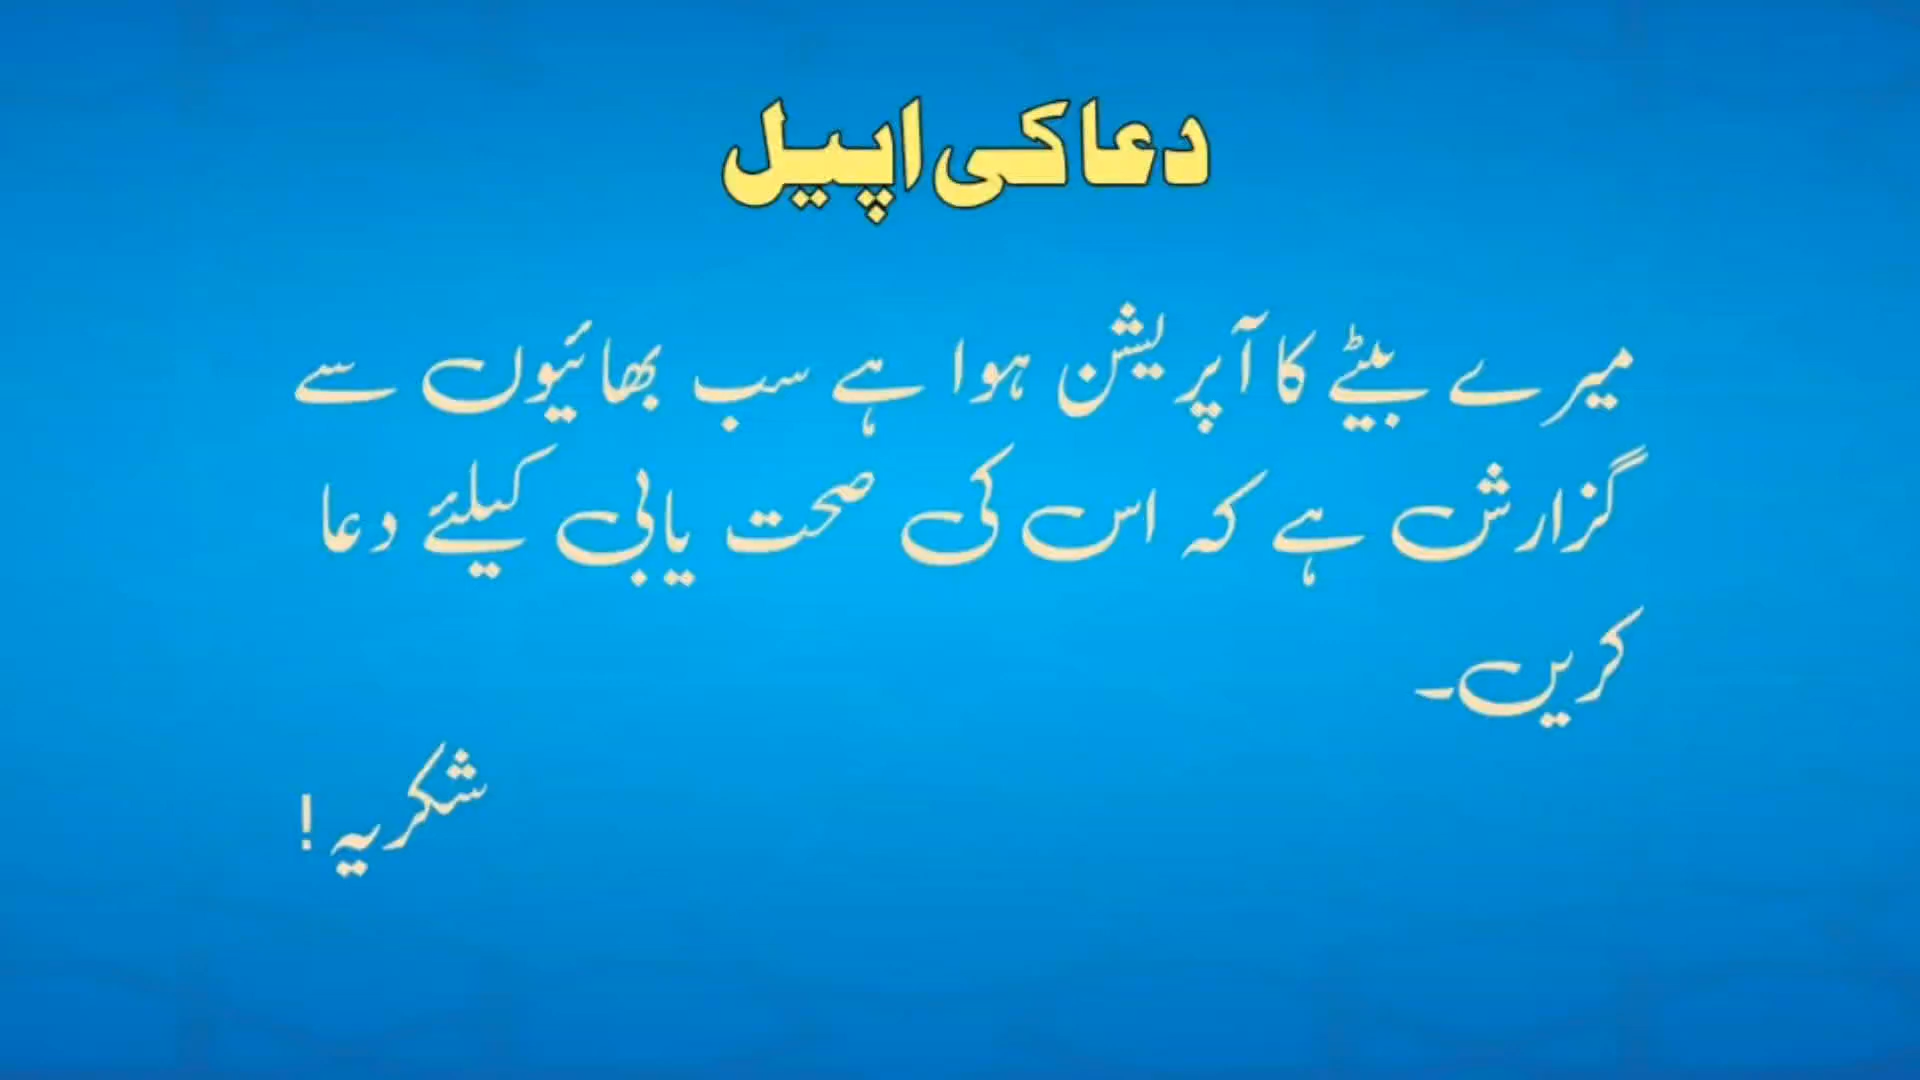 دعا کی اپیل
میرے بیٹے کا آپریشن ہوا ہے سب بھائیوں سے
گزارش ہے کہ اس کی صحت یابی کیلئے دعا
کریں۔
شکریہ !